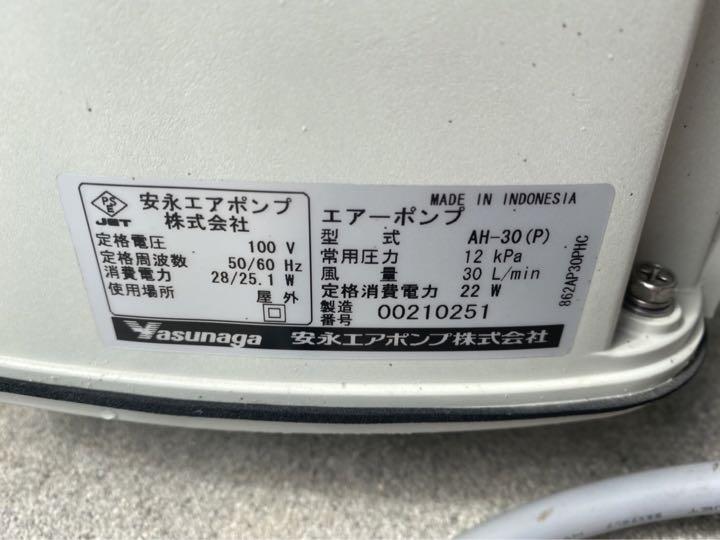 MADE IN INDONESIA
PS
E
JET
安永エアポンプ
株式会社
定格電圧 100 V
定格周波数 50/60 Hz
消費電力 28/25.1 W
使用場所 屋 外
エアーポンプ
型 式 AH-30(P)
常用圧力 12 kPa
風 量 30 L/min
定格消費電力 22 W
製造
番号 00210251
862AP30PHC
Yasunaga 安永エアポンプ株式会社